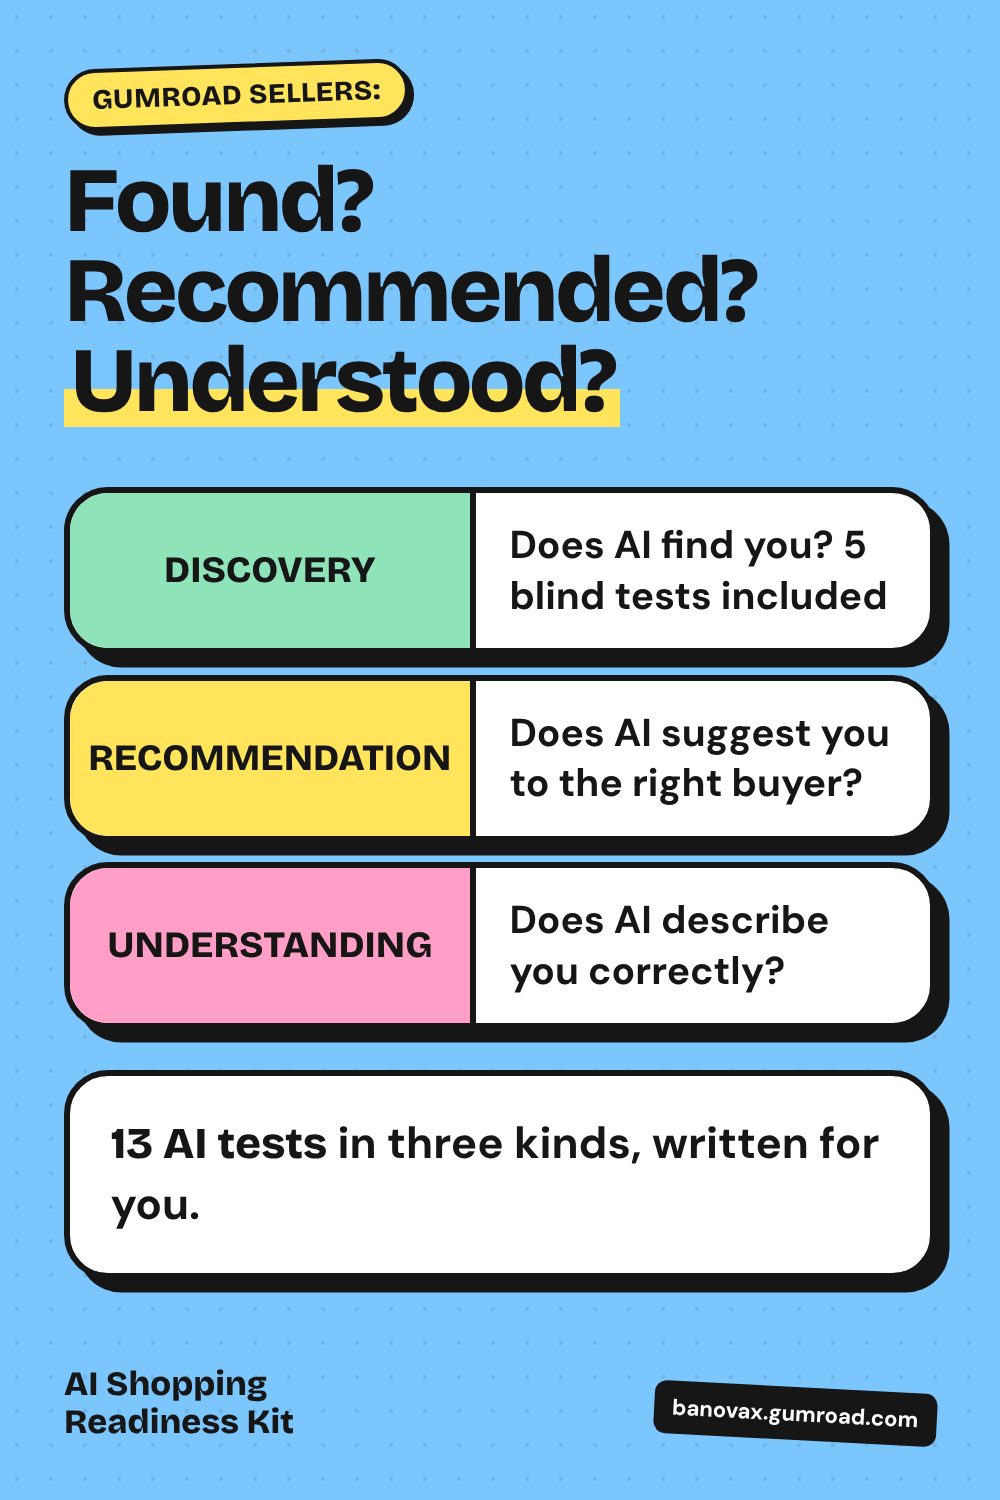 GUMROAD SELLERS:
Found?
Recommended?
Understood?
DISCOVERY
Does AI find you? 5
blind tests included
RECOMMENDATION
Does AI suggest you
to the right buyer?
UNDERSTANDING
Does AI describe
you correctly?
13 AI tests in three kinds, written for
you.
AI Shopping
Readiness Kit
banovax.gumroad.com